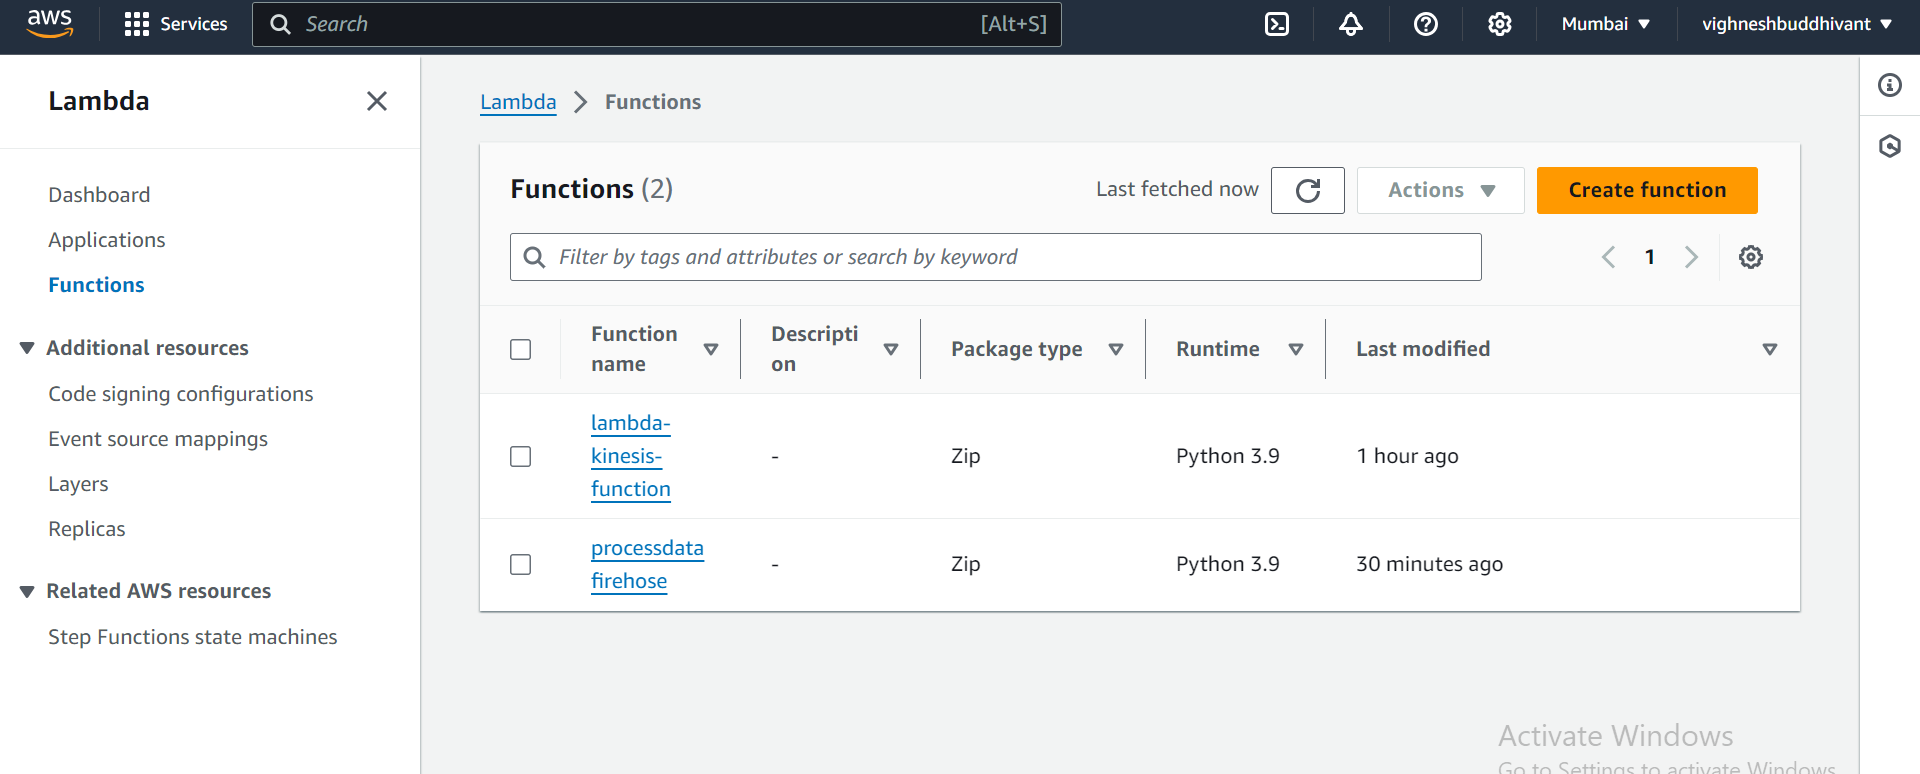 aws
Services
Search
[Alt+S]
Mumbai
vighneshbuddhivant
Lambda
Dashboard
Applications
Functions
Additional resources
Code signing configurations
Event source mappings
Layers
Replicas
Related AWS resources
Step Functions state machines
Lambda
Functions
Functions (2)
Last fetched now
Actions
Create function
Filter by tags and attributes or search by keyword
1
Function
name
Descripti
on
Package type
Runtime
Last modified
lambda-
kinesis-
function
-
Zip
Python 3.9
1 hour ago
processdata
firehose
-
Zip
Python 3.9
30 minutes ago
Activate Windows
Go to Settings to activate Windows.